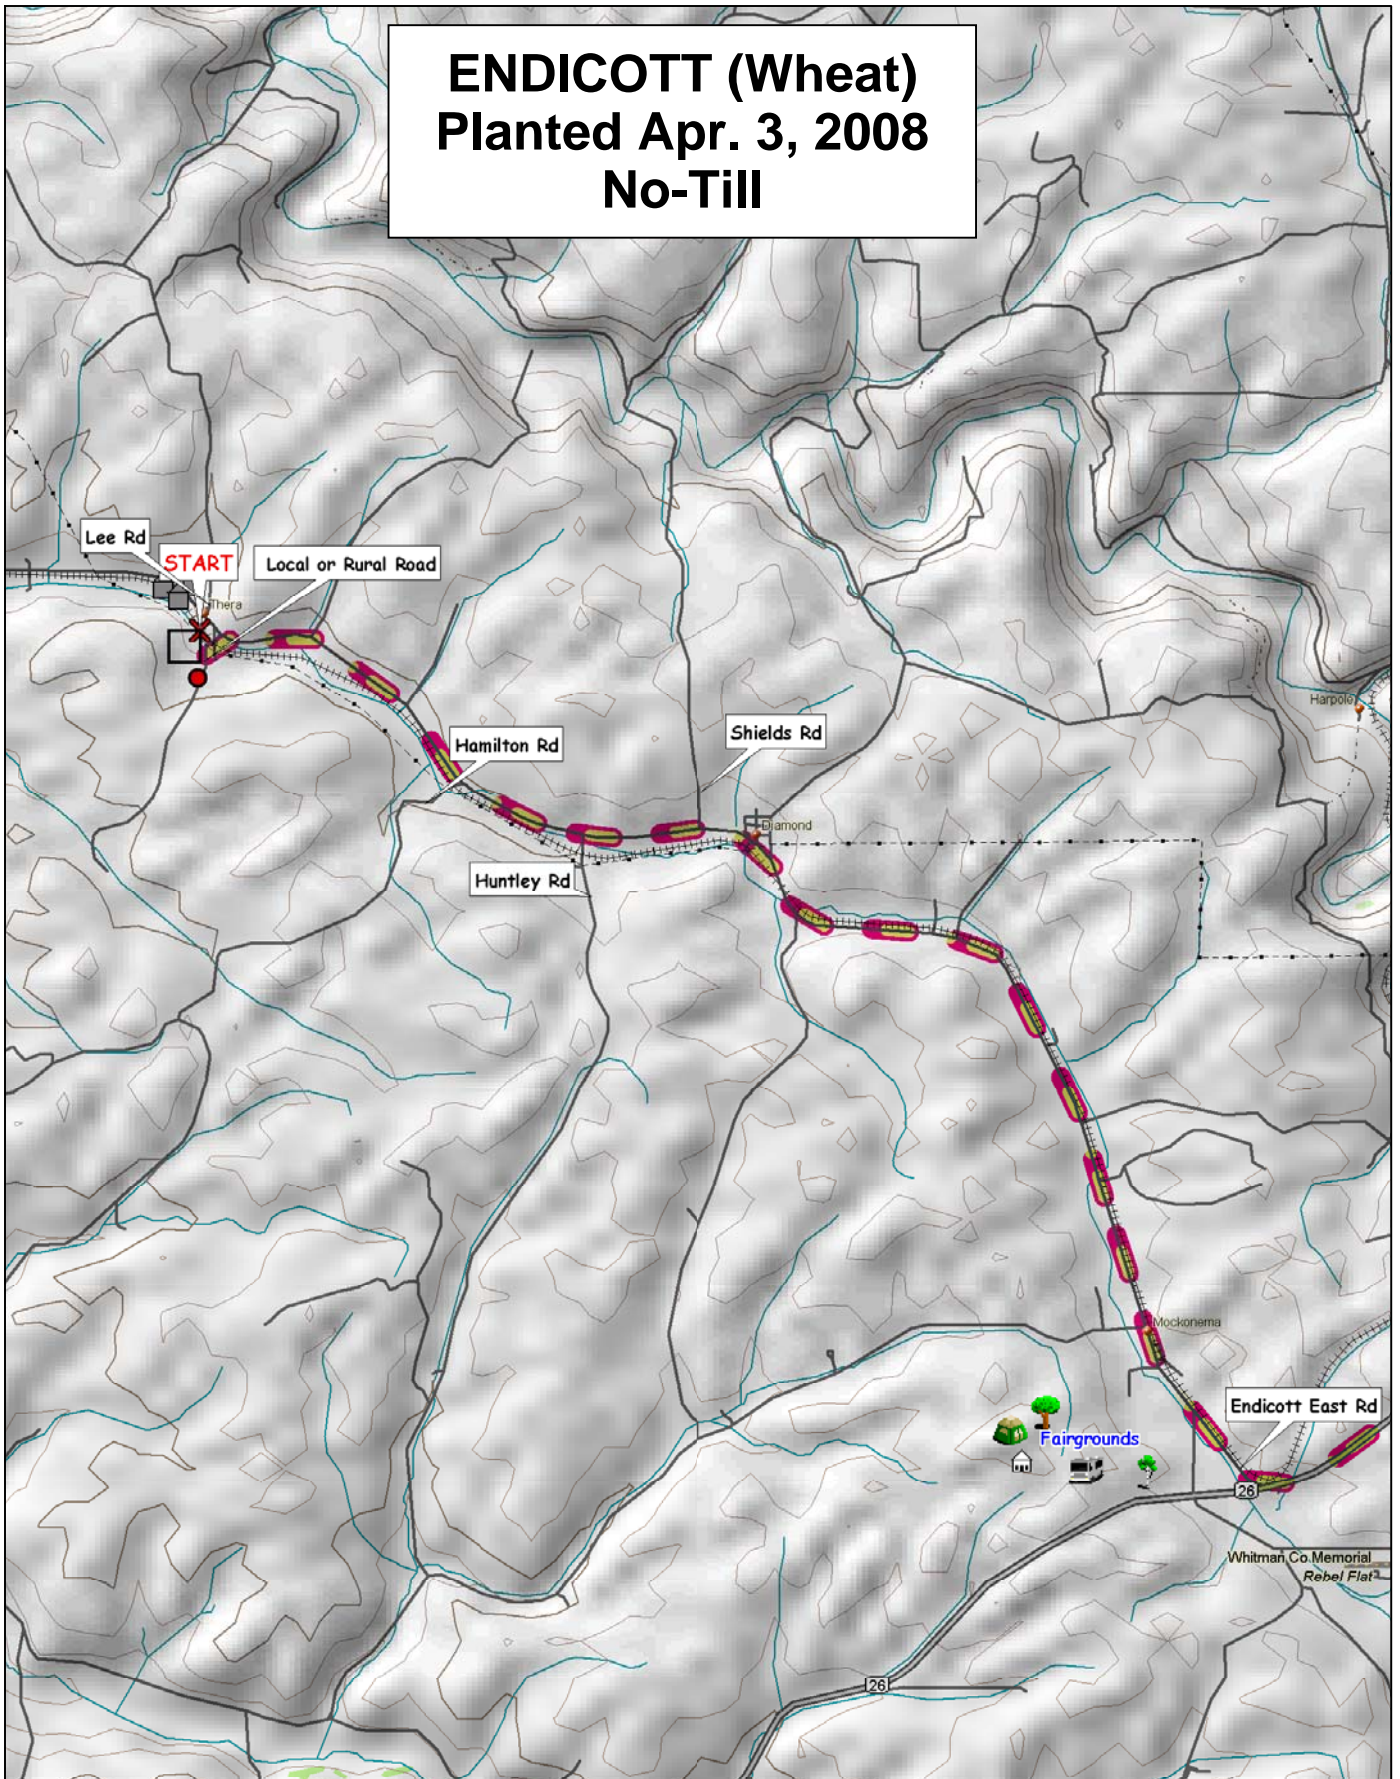 ENDICOTT (Wheat)
Planted Apr. 3, 2008
No-Till
Lee Rd
START
Local or Rural Road
Thera
Harpole
Hamilton Rd
Shields Rd
Diamond
Huntley Rd
Mockonema
Endicott East Rd
Fairgrounds
26
Whitman Co Memorial
Rebel Flat
26